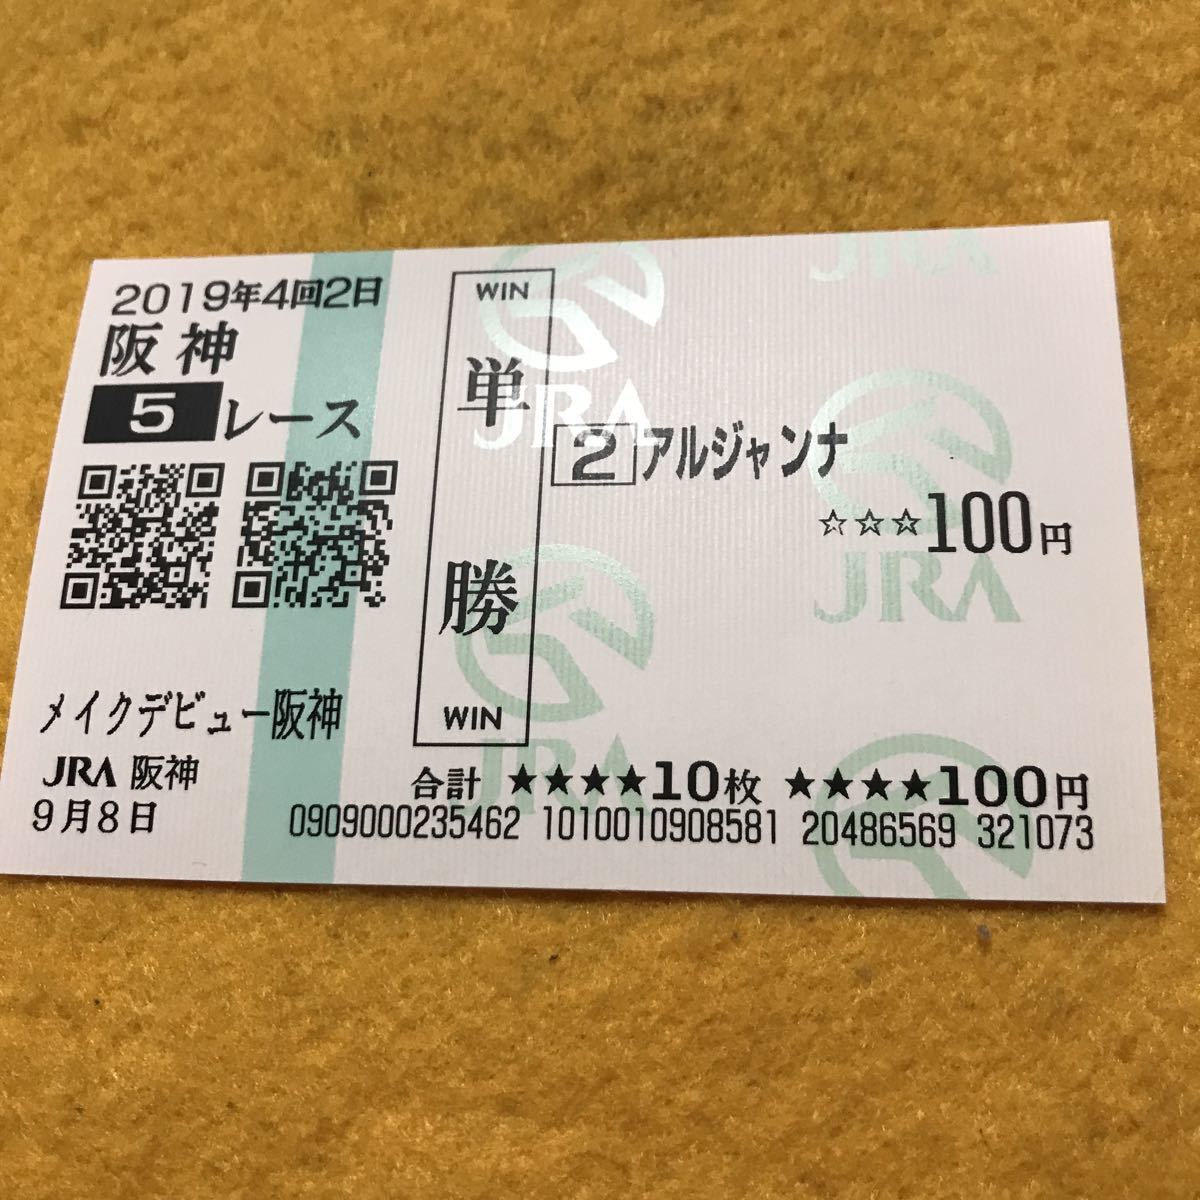 2019年4回2日
阪神
5レース
メイクデビュー阪神
JRA 阪神
9月8日
WIN
単勝
WIN
2 アルジャンナ
☆☆☆100円
合計 ★★★★10枚 ★★★★100円
0909000235462 1010010908581 20486569 321073
JRA
JRA
JRA
JRA